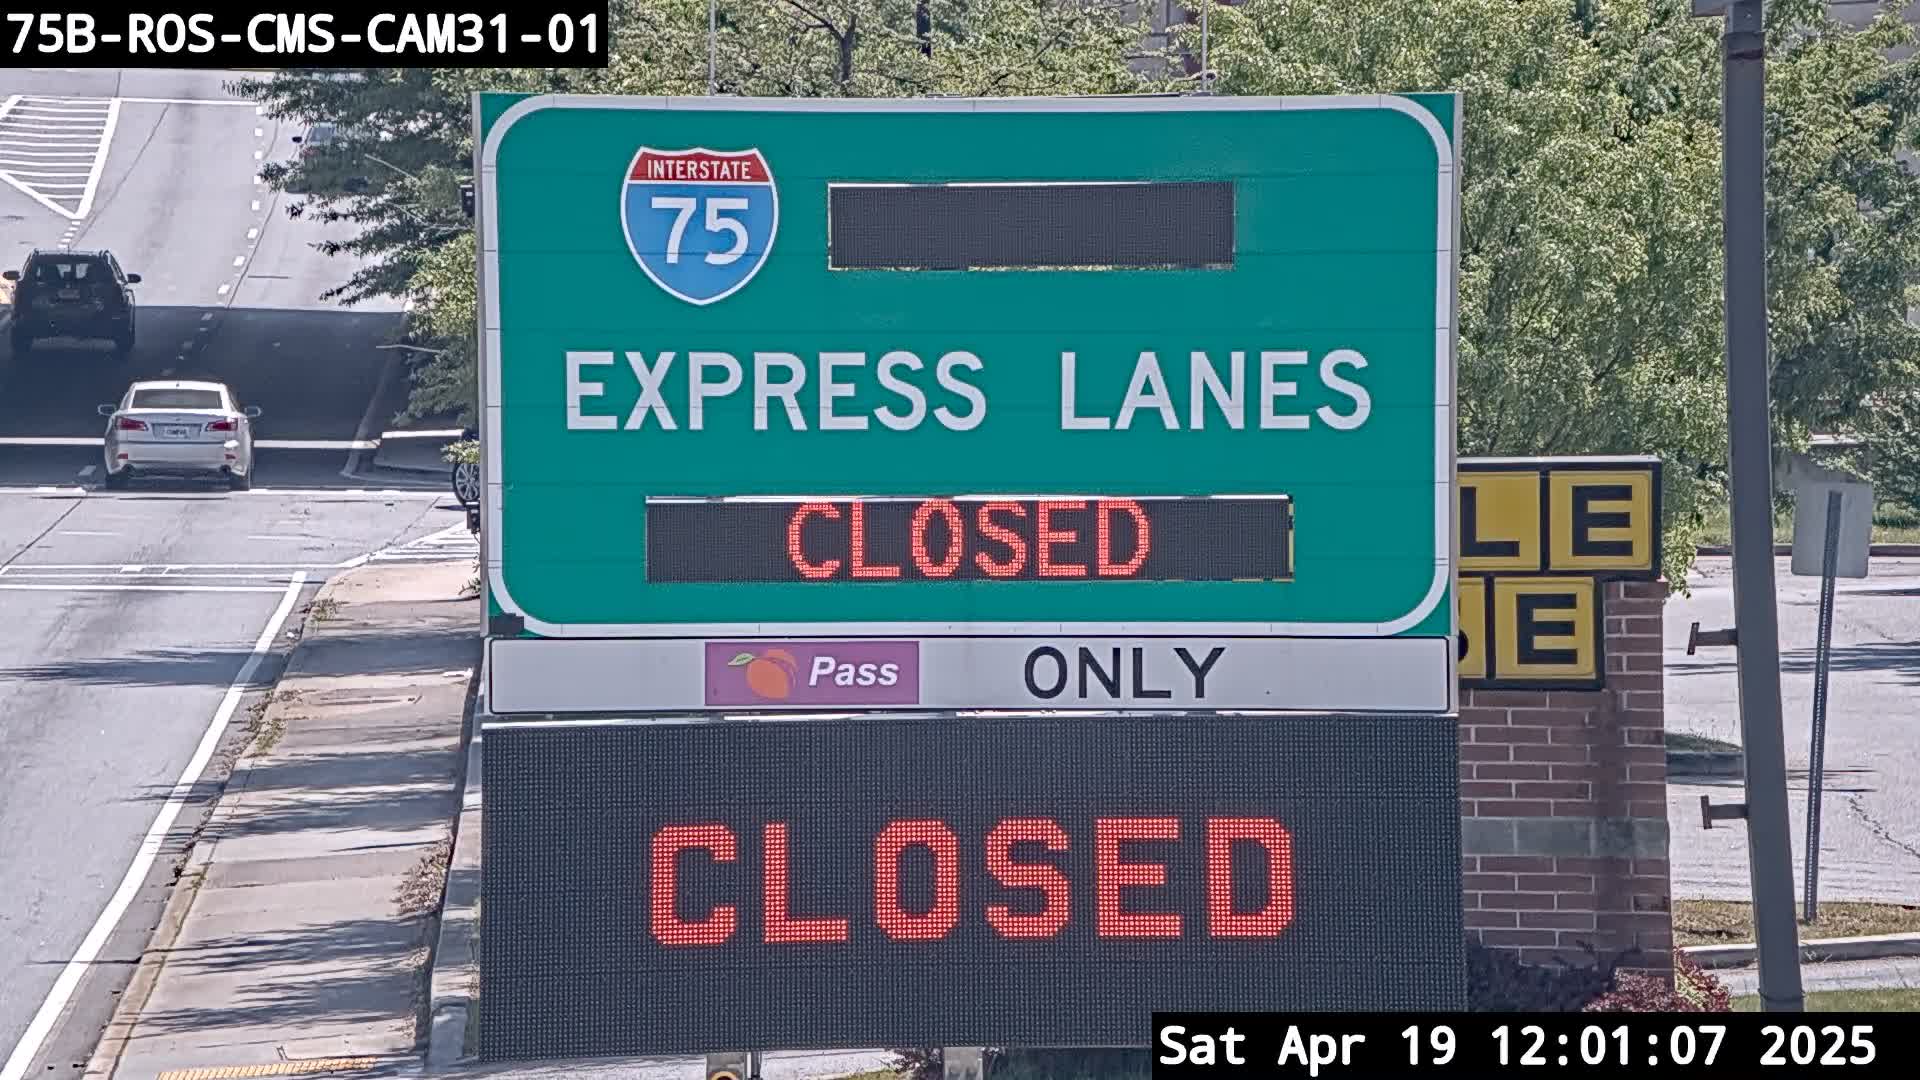 75B-ROS-CMS-CAM31-01
INTERSTATE
75
EXPRESS LANES
CLOSED
Pass ONLY
CLOSED
LE
E
Sat Apr 19 12:01:07 2025